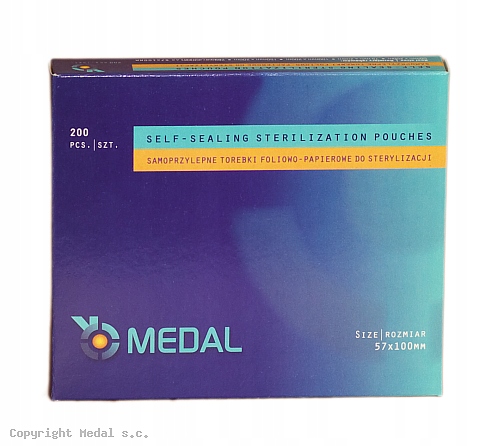 200
PCS.|SZT.
SELF-SEALING STERILIZATION POUCHES
SAMOPRZYLEPNE TOREBKI FOLIOWO-PAPIEROWE DO STERYLIZACJI
MEDAL
SIZE|ROZMIAR
57x100MM
Copyright Medal s.c.